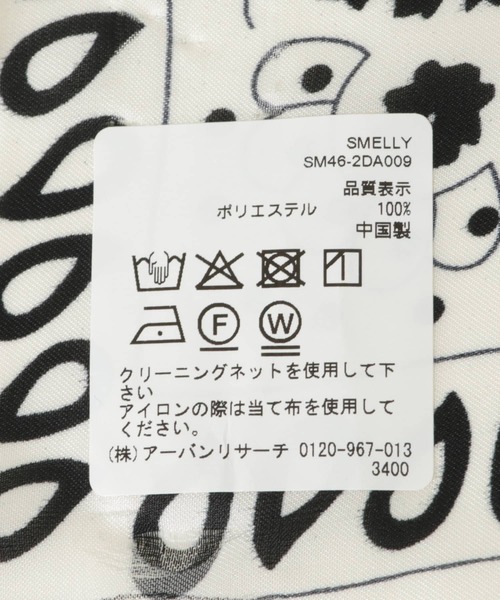 SMELLY
SM46-2DA009
品質表示
ポリエステル 100%
中国製
F W
クリーニングネットを使用して下
さい
アイロンの際は当て布を使用して
ください。
(株)アーバンリサーチ 0120-967-013
3400